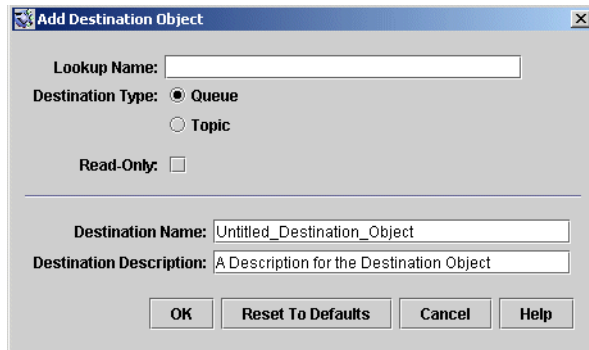 Add Destination Object
Lookup Name:
Destination Type: Queue
Topic
Read-Only:
Destination Name: Untitled_Destination_Object
Destination Description: A Description for the Destination Object
OK Reset To Defaults Cancel Help